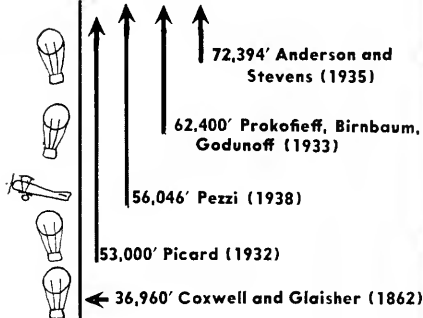 72,394′ Anderson and
Stevens (1935)
62,400′ Prokofieff, Birnbaum,
Godunoff (1933)
56,046′ Pezzi (1938)
53,000′ Picard (1932)
36,960′ Coxwell and Glaisher (1862)